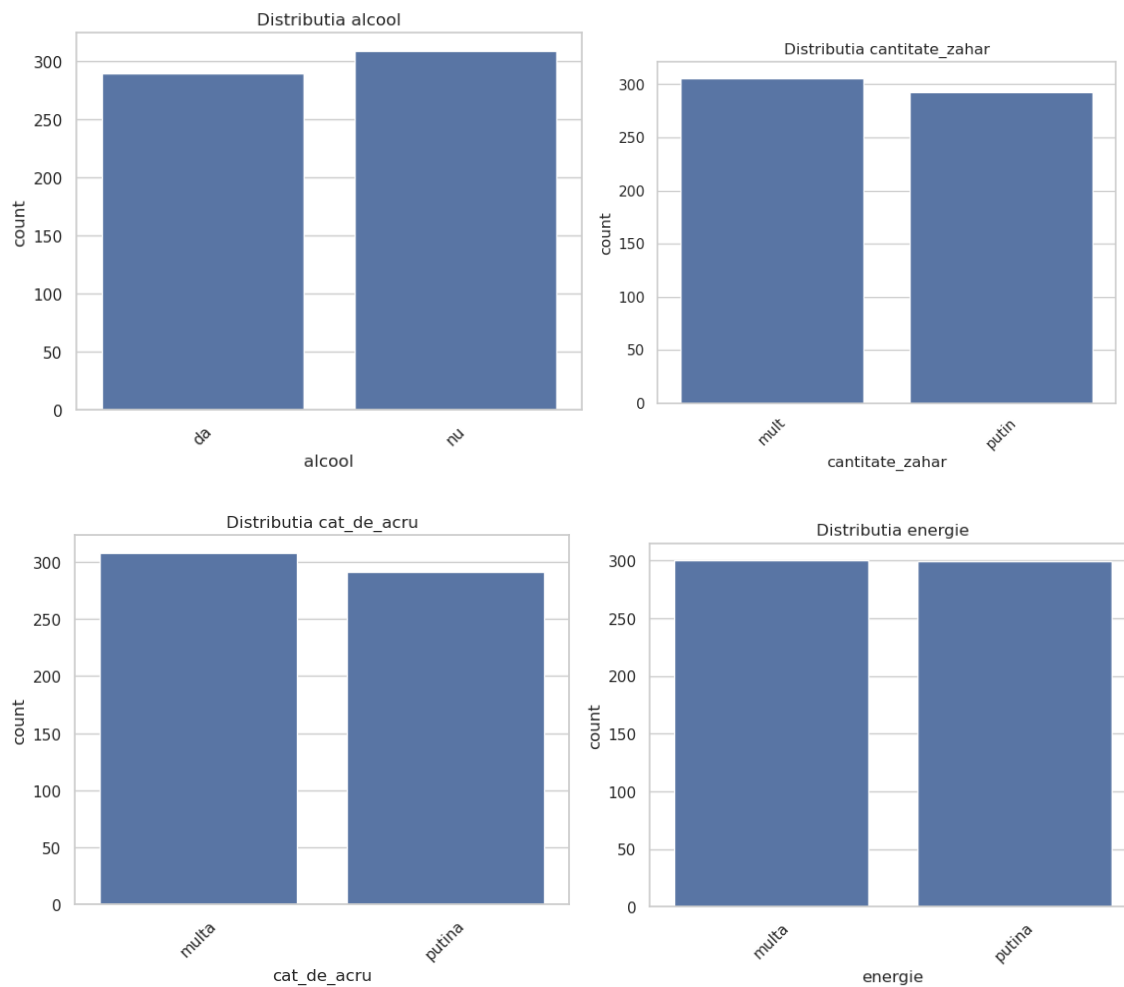 Distributia alcool
300
250
200
150
100
50
0
count
da
nu
alcool
Distributia cantitate_zahar
300
250
200
150
100
50
0
count
mult
putin
cantitate_zahar
Distributia cat_de_acru
300
250
200
150
100
50
0
count
multa
putina
cat_de_acru
Distributia energie
300
250
200
150
100
50
0
count
multa
putina
energie